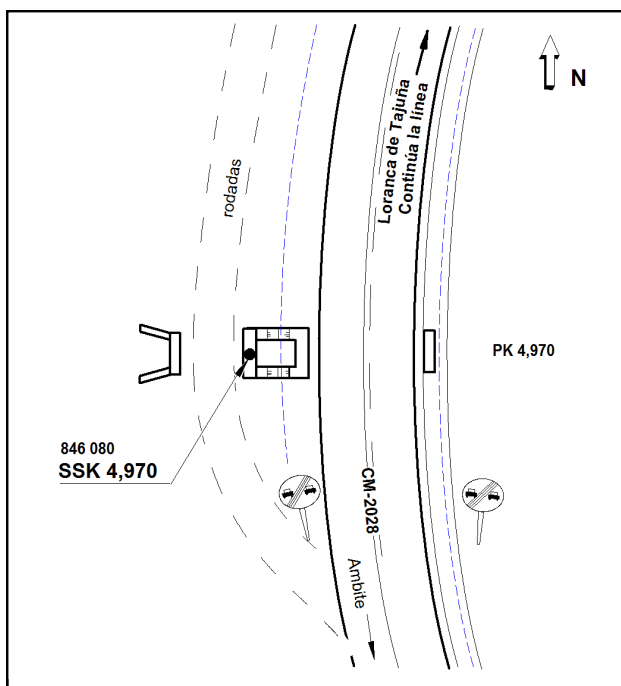 N
Loranca de Tajuña
Continúa la línea
rodadas
PK 4,970
846 080
SSK 4,970
CM-2028
Ambite